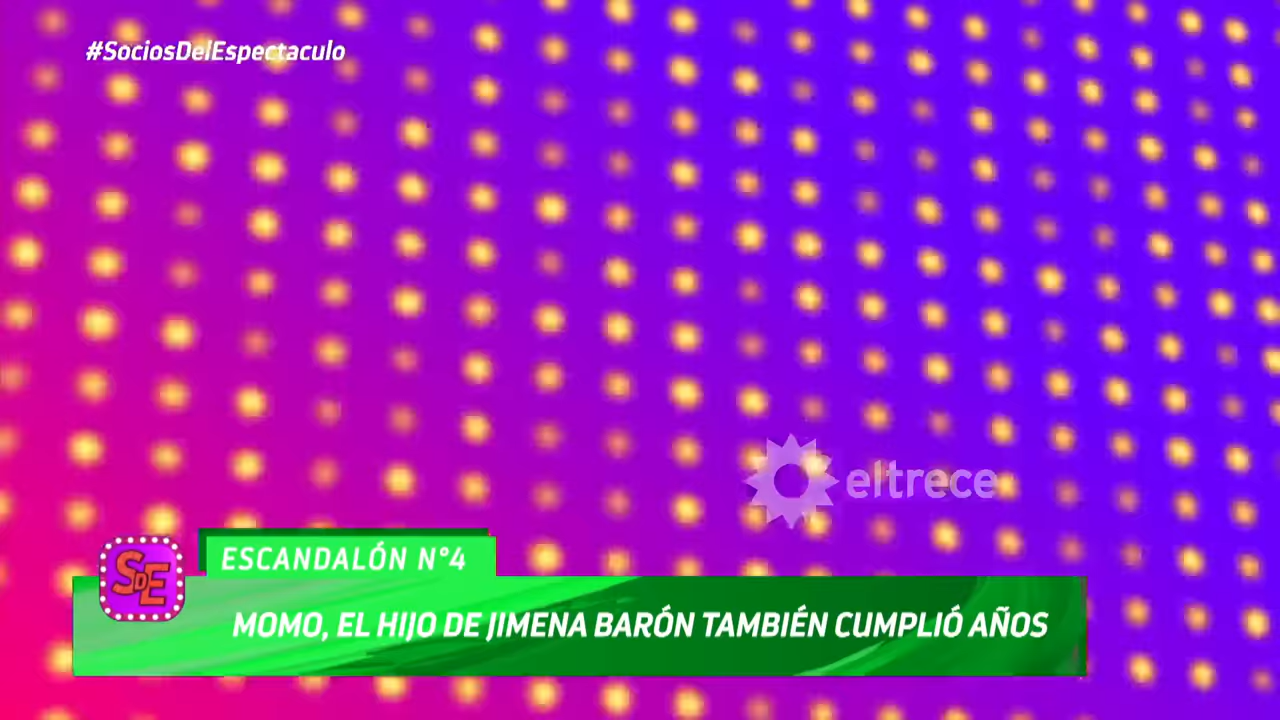 #SociosDelEspectaculo
eltrece
ESCANDALÓN N°4
SDE
MOMO, EL HIJO DE JIMENA BARÓN TAMBIÉN CUMPLIÓ AÑOS